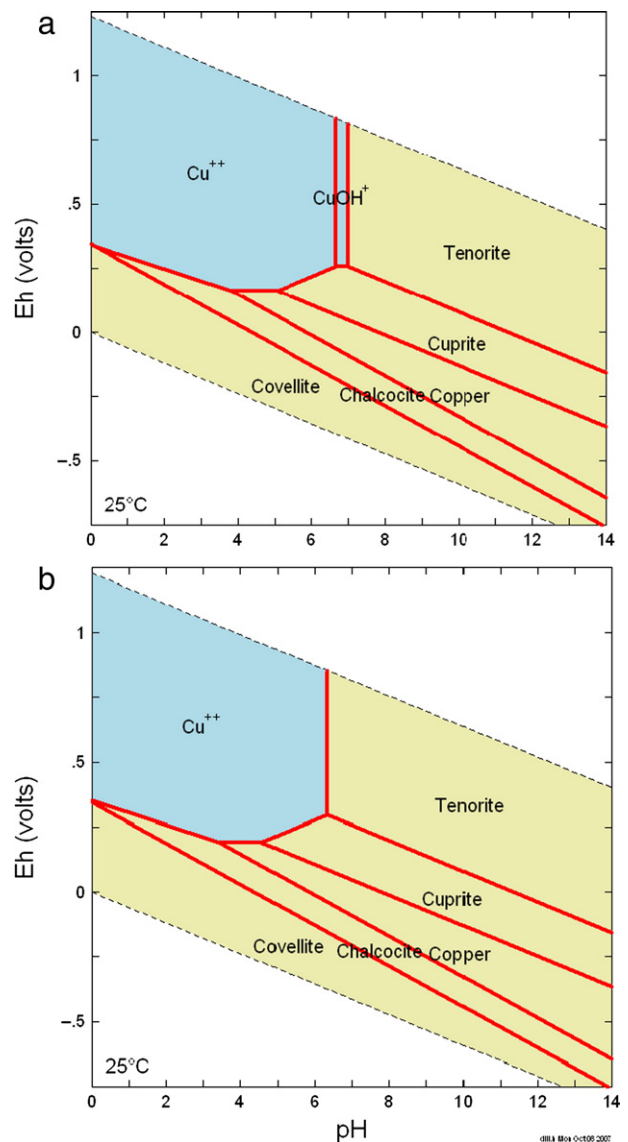 a
1
.5
0
−.5
Eh (volts)
Cu++
CuOH+
Tenorite
Cuprite
Covellite
Chalcocite
Copper
25°C
0 2 4 6 8 10 12 14
b
1
.5
0
−.5
Eh (volts)
Cu++
Tenorite
Cuprite
Covellite
Chalcocite
Copper
25°C
0 2 4 6 8 10 12 14
pH